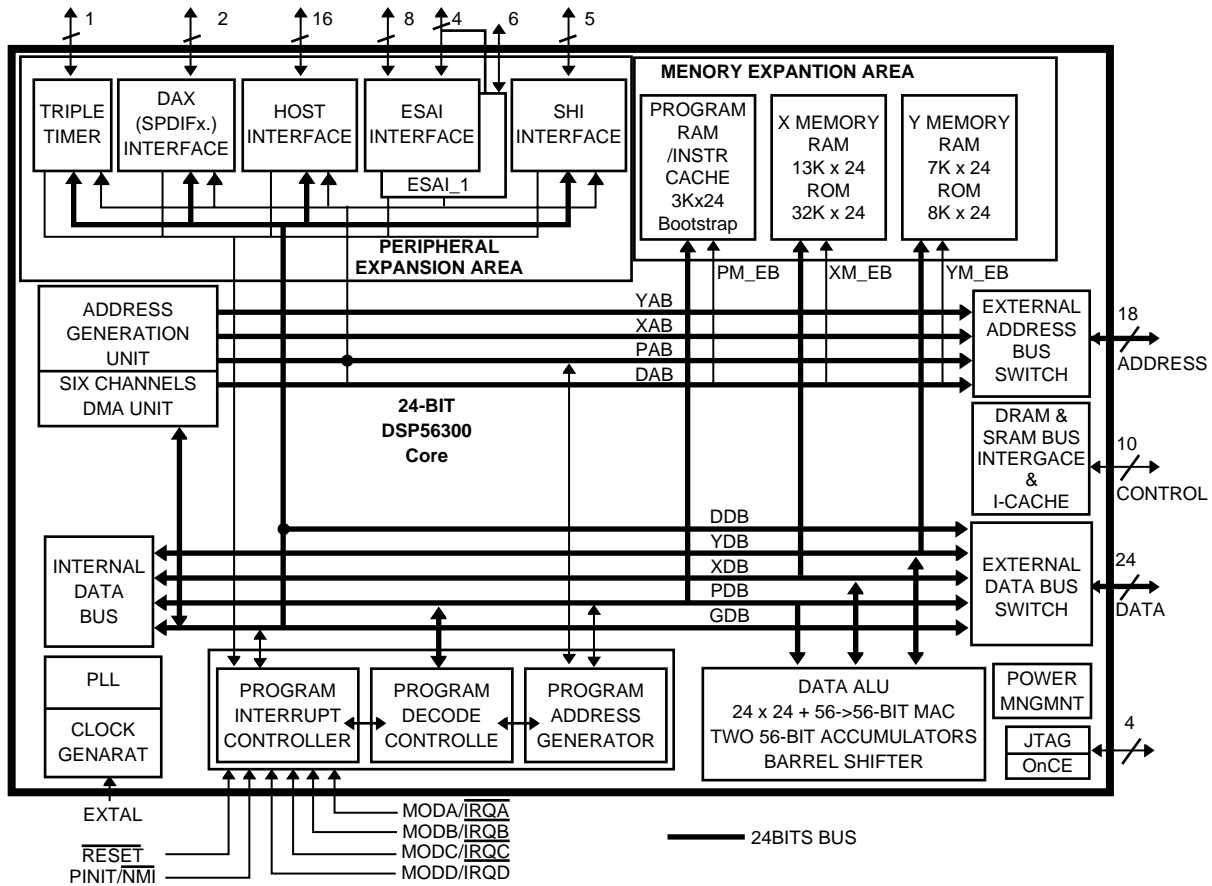 1
2
16
8
4
6
5
MENORY EXPANTION AREA
TRIPLE
TIMER
DAX
(SPDIFx.)
INTERFACE
HOST
INTERFACE
ESAI
INTERFACE
ESAI_1
SHI
INTERFACE
PROGRAM
RAM
/INSTR
CACHE
3Kx24
Bootstrap
X MEMORY
RAM
13K x 24
ROM
32K x 24
Y MEMORY
RAM
7K x 24
ROM
8K x 24
PERIPHERAL
EXPANSION AREA
PM_EB
XM_EB
YM_EB
ADDRESS
GENERATION
UNIT
SIX CHANNELS
DMA UNIT
YAB
XAB
PAB
DAB
EXTERNAL
ADDRESS
BUS
SWITCH
18
ADDRESS
24-BIT
DSP56300
Core
DRAM &
SRAM BUS
INTERGACE
&
I-CACHE
10
CONTROL
INTERNAL
DATA
BUS
DDB
YDB
XDB
PDB
GDB
EXTERNAL
DATA BUS
SWITCH
24
DATA
PLL
CLOCK
GENARAT
PROGRAM
INTERRUPT
CONTROLLER
PROGRAM
DECODE
CONTROLLE
PROGRAM
ADDRESS
GENERATOR
DATA ALU
24 x 24 + 56->56-BIT MAC
TWO 56-BIT ACCUMULATORS
BARREL SHIFTER
POWER
MNGMNT
JTAG
OnCE
4
EXTAL
RESET
PINIT/NMI
MODA/IRQA
MODB/IRQB
MODC/IRQC
MODD/IRQD
24BITS BUS